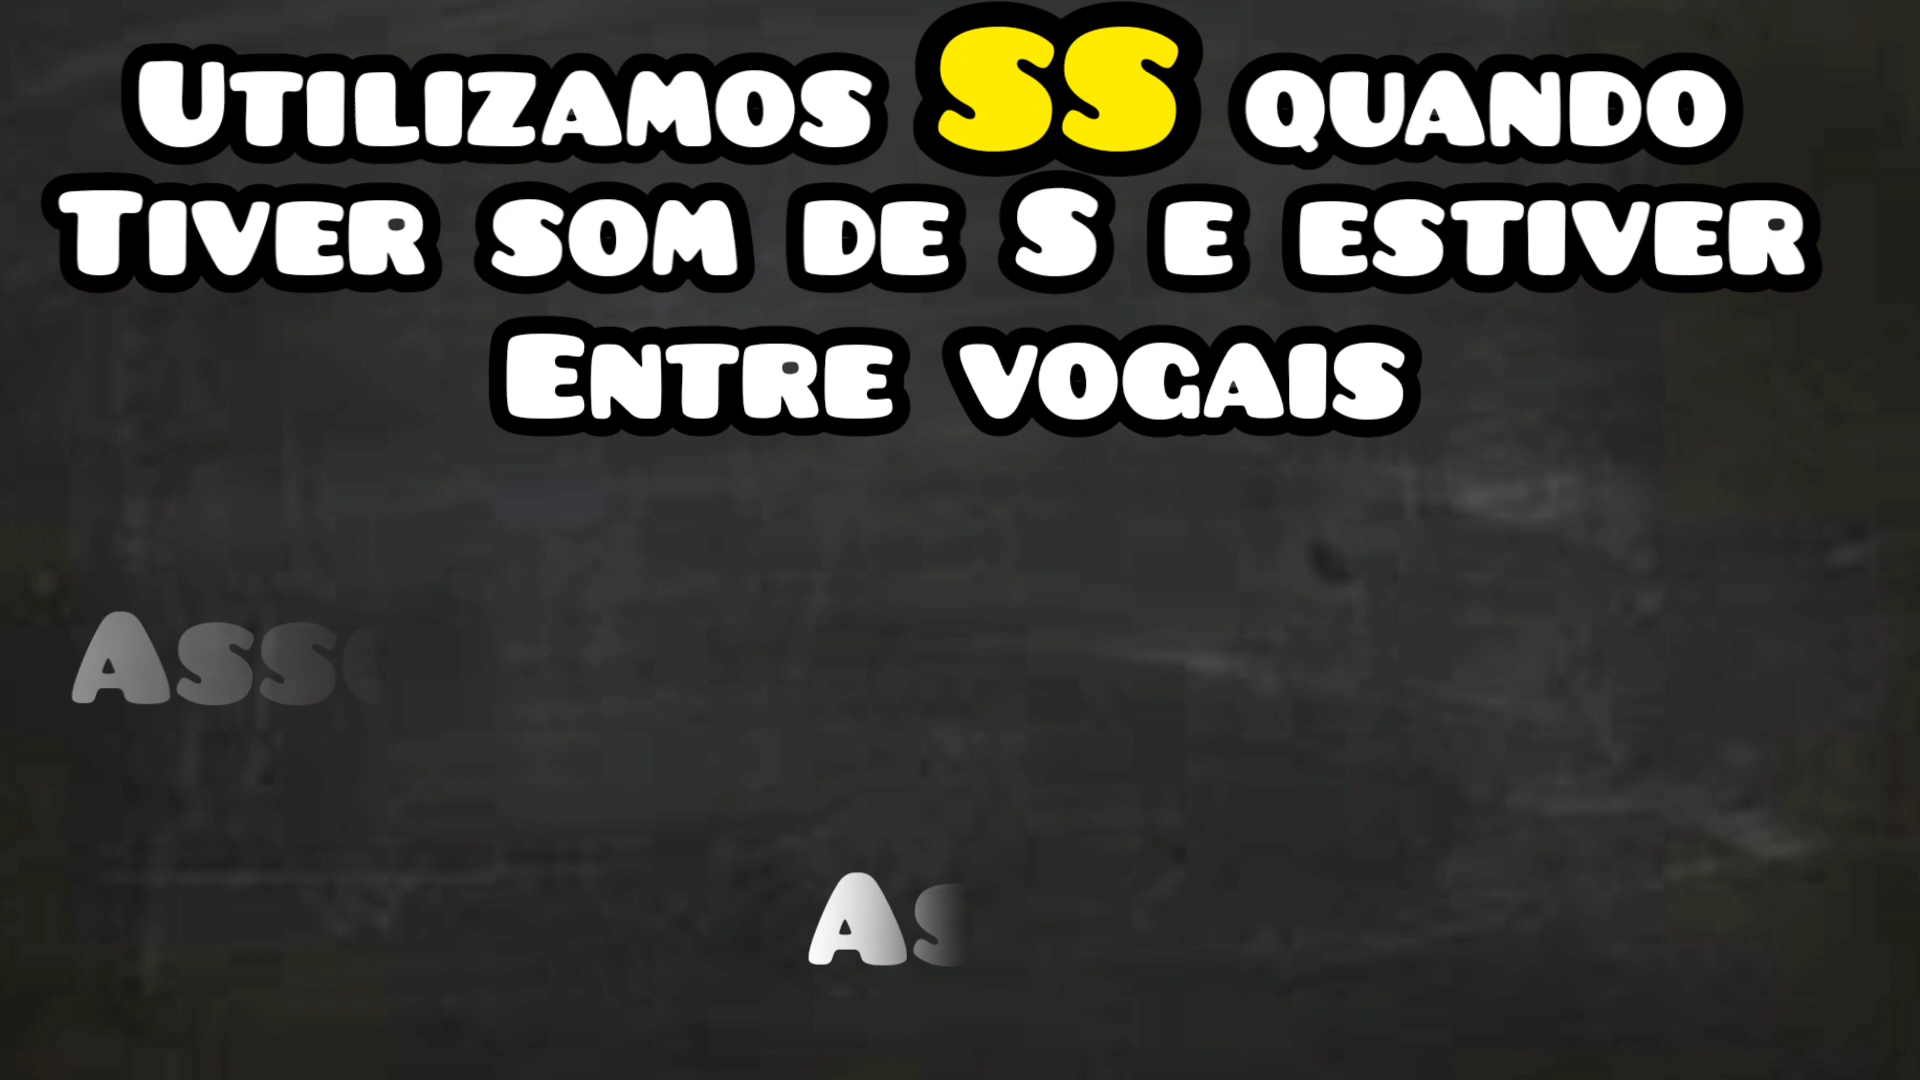 Utilizamos SS quando
Tiver som de S e estiver
Entre vogais